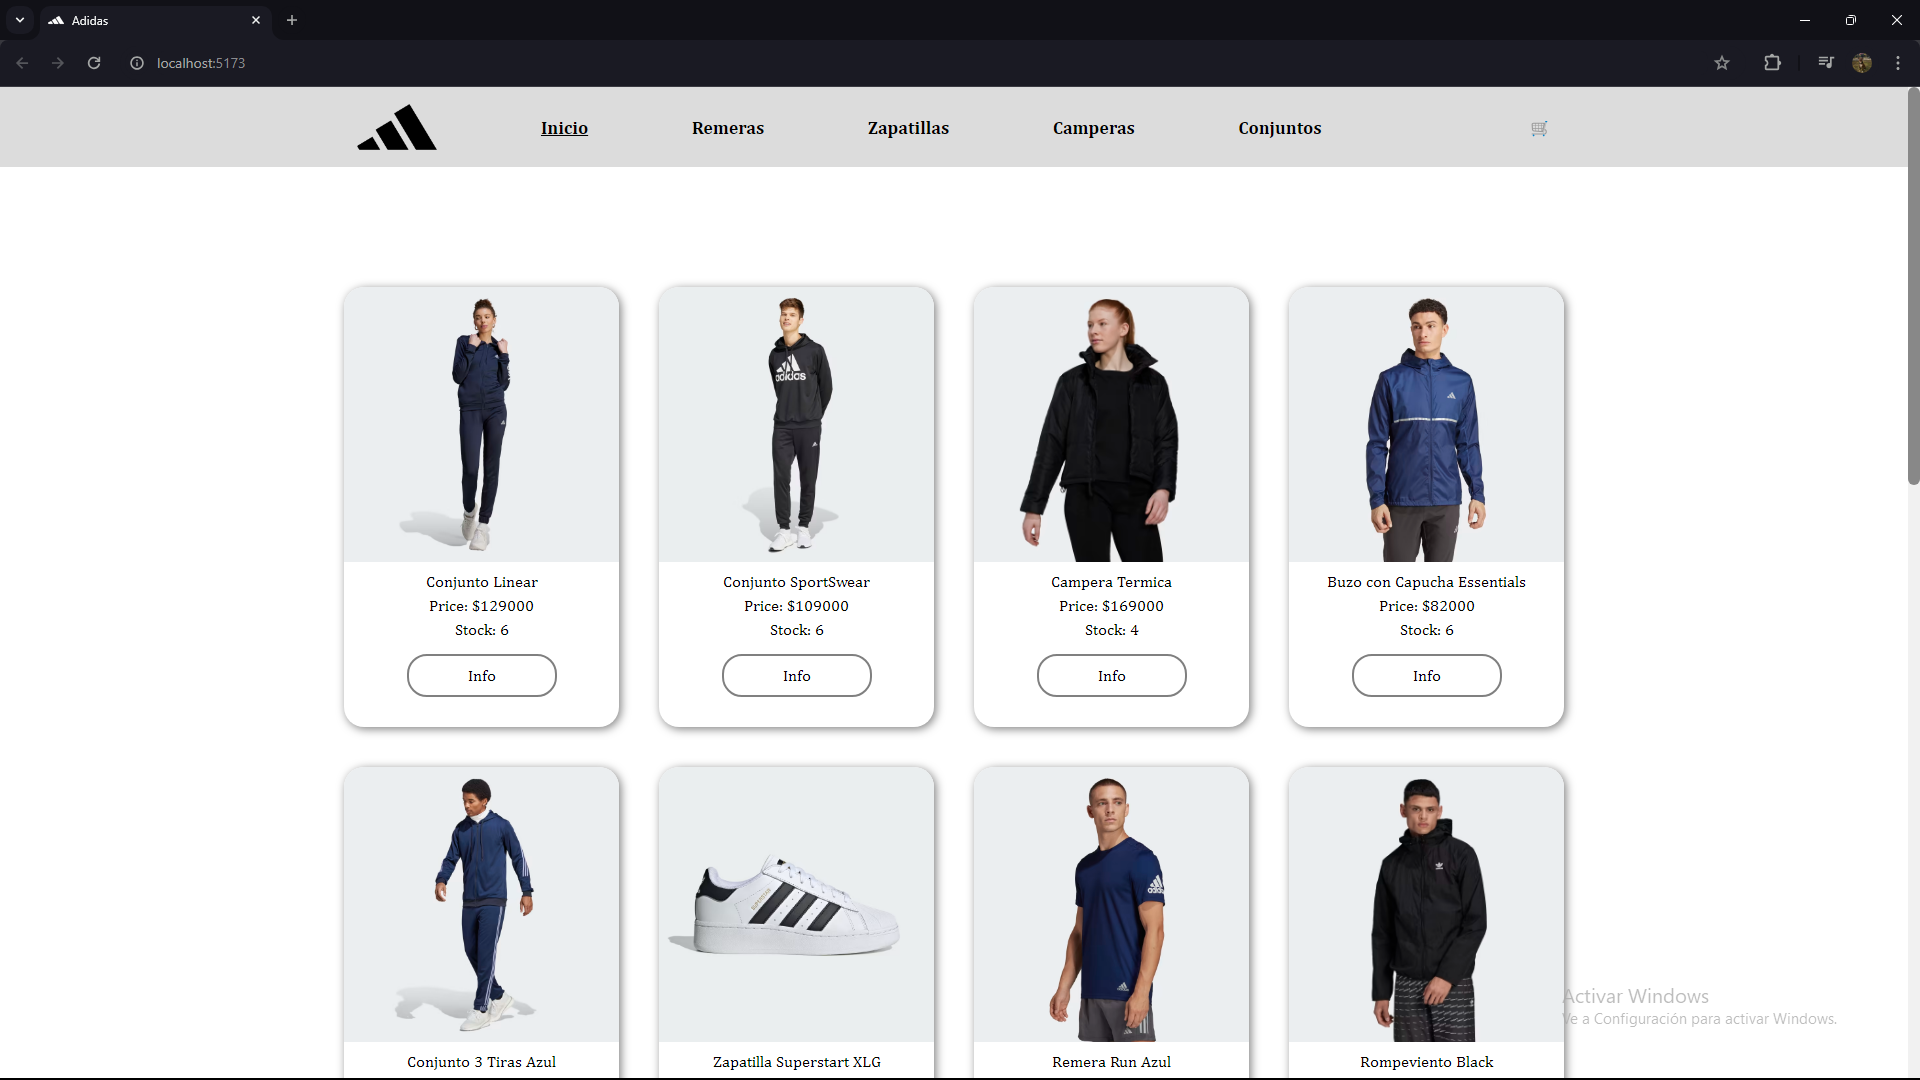 Adidas
localhost:5173
Inicio
Remeras
Zapatillas
Camperas
Conjuntos
adidas
Conjunto Linear
Price: $129000
Stock: 6
Info
Conjunto SportSwear
Price: $109000
Stock: 6
Info
Campera Termica
Price: $169000
Stock: 4
Info
Buzo con Capucha Essentials
Price: $82000
Stock: 6
Info
adidas
Conjunto 3 Tiras Azul
Zapatilla Superstart XLG
Remera Run Azul
Rompeviento Black
Activar Windows
Ve a Configuración para activar Windows.